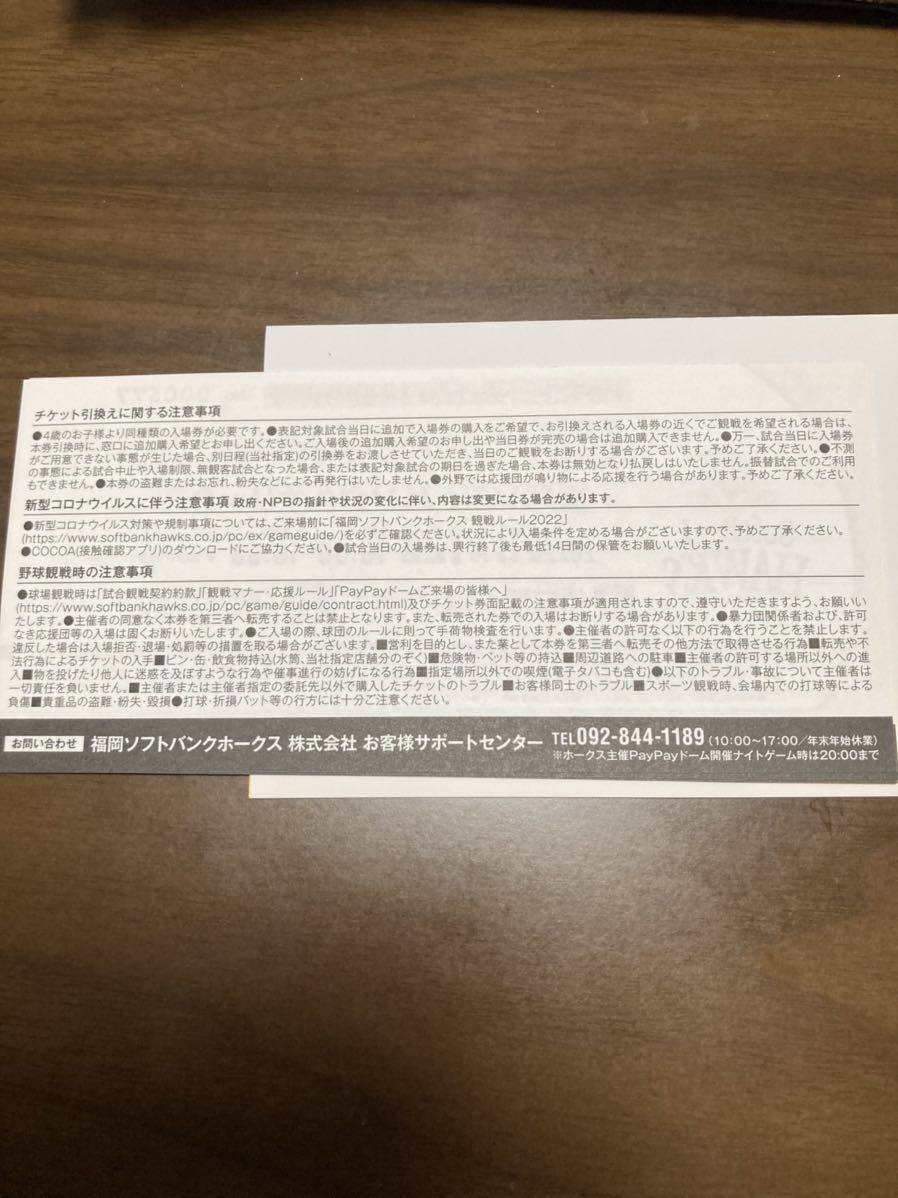 チケット引換えに関する注意事項
●4歳のお子様より同種類の入場券が必要です。●表記対象試合当日に追加で入場券の購入をご希望で、お引換えされる入場券の近くでご観戦を希望される場合は、
本券引換時に、窓口に追加購入希望とお申し出ください。ご入場後の追加購入希望のお申し出や当日券が完売の場合は追加購入できません。●万一、試合当日に入場券
がご用意できない事態が生じた場合、別日程(当社指定)の引換券をお渡しさせていただき、当日のご観戦をお断りする場合がございます。予めご了承ください。●不測
の事態による試合中止や入場制限、無観客試合となった場合、または表記対象試合の期日を過ぎた場合、本券は無効となり払戻しはいたしません。振替試合でのご利用
もできません。●本券の盗難またはお忘れ、紛失などによる再発行はいたしません。●外野では応援団が鳴り物による応援を行う場合があります。予めご了承ください。
新型コロナウイルスに伴う注意事項 政府・NPBの指針や状況の変化に伴い、内容は変更になる場合があります。
●新型コロナウイルス対策や規制事項については、ご来場前に「福岡ソフトバンクホークス 観戦ルール2022」
(https://www.softbankhawks.co.jp/pc/ex/gameguide/)を必ずご確認ください。状況により入場条件を定める場合がございますので、予めご了承ください。
●COCOA(接触確認アプリ)のダウンロードにご協力ください。●試合当日の入場券は、興行終了後も最低14日間の保管をお願いいたします。
野球観戦時の注意事項
●球場観戦時は「試合観戦契約約款」「観戦マナー・応援ルール」「PayPayドームご来場の皆様へ」
(https://www.softbankhawks.co.jp/pc/game/guide/contract.html)及びチケット券面記載の注意事項が適用されますので、遵守いただきますよう、お願いい
たします。●主催者の同意なく本券を第三者へ転売することは禁止となります。また、転売された券での入場はお断りする場合があります。●暴力団関係者および、許可
なき応援団等の入場は固くお断りいたします。●ご入場の際、球団のルールに則って手荷物検査を行います。●主催者の許可なく以下の行為を行うことを禁止します。
違反した場合は入場拒否・退場・処罰等の措置を取る場合がございます。■営利を目的とし、また業として本券を第三者へ転売その他方法で取得させる行為■転売や不
法行為によるチケットの入手■ビン・缶・飲食物持込(水筒、当社指定店舗分のぞく)■危険物・ペット等の持込■周辺道路への駐車■主催者の許可する場所以外への進
入■物を投げたり他人に迷惑を及ぼすような行為や催事進行の妨げになる行為■指定場所以外での喫煙(電子タバコも含む)●以下のトラブル・事故について主催者は
一切責任を負いません。■主催者または主催者指定の委託先以外で購入したチケットのトラブル■お客様同士のトラブル■スポーツ観戦時、会場内での打球等による
負傷■貴重品の盗難・紛失・毀損●打球・折損バット等の行方には十分ご注意ください。
お問い合わせ 福岡ソフトバンクホークス 株式会社 お客様サポートセンター TEL092-844-1189(10:00~17:00/年末年始休業)
※ホークス主催PayPayドーム開催ナイトゲーム時は20:00まで